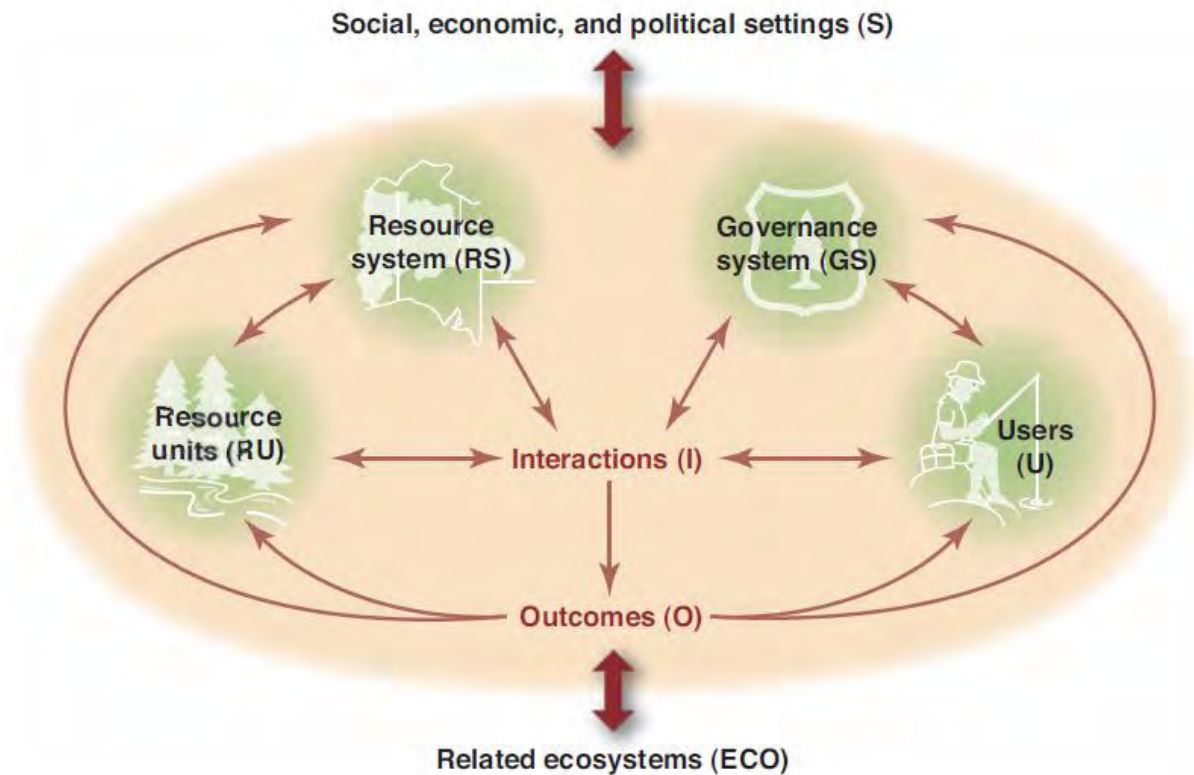 Social, economic, and political settings (S)
Resource
system (RS)
Governance
system (GS)
Resource
units (RU)
Interactions (I)
Users
(U)
Outcomes (O)
Related ecosystems (ECO)